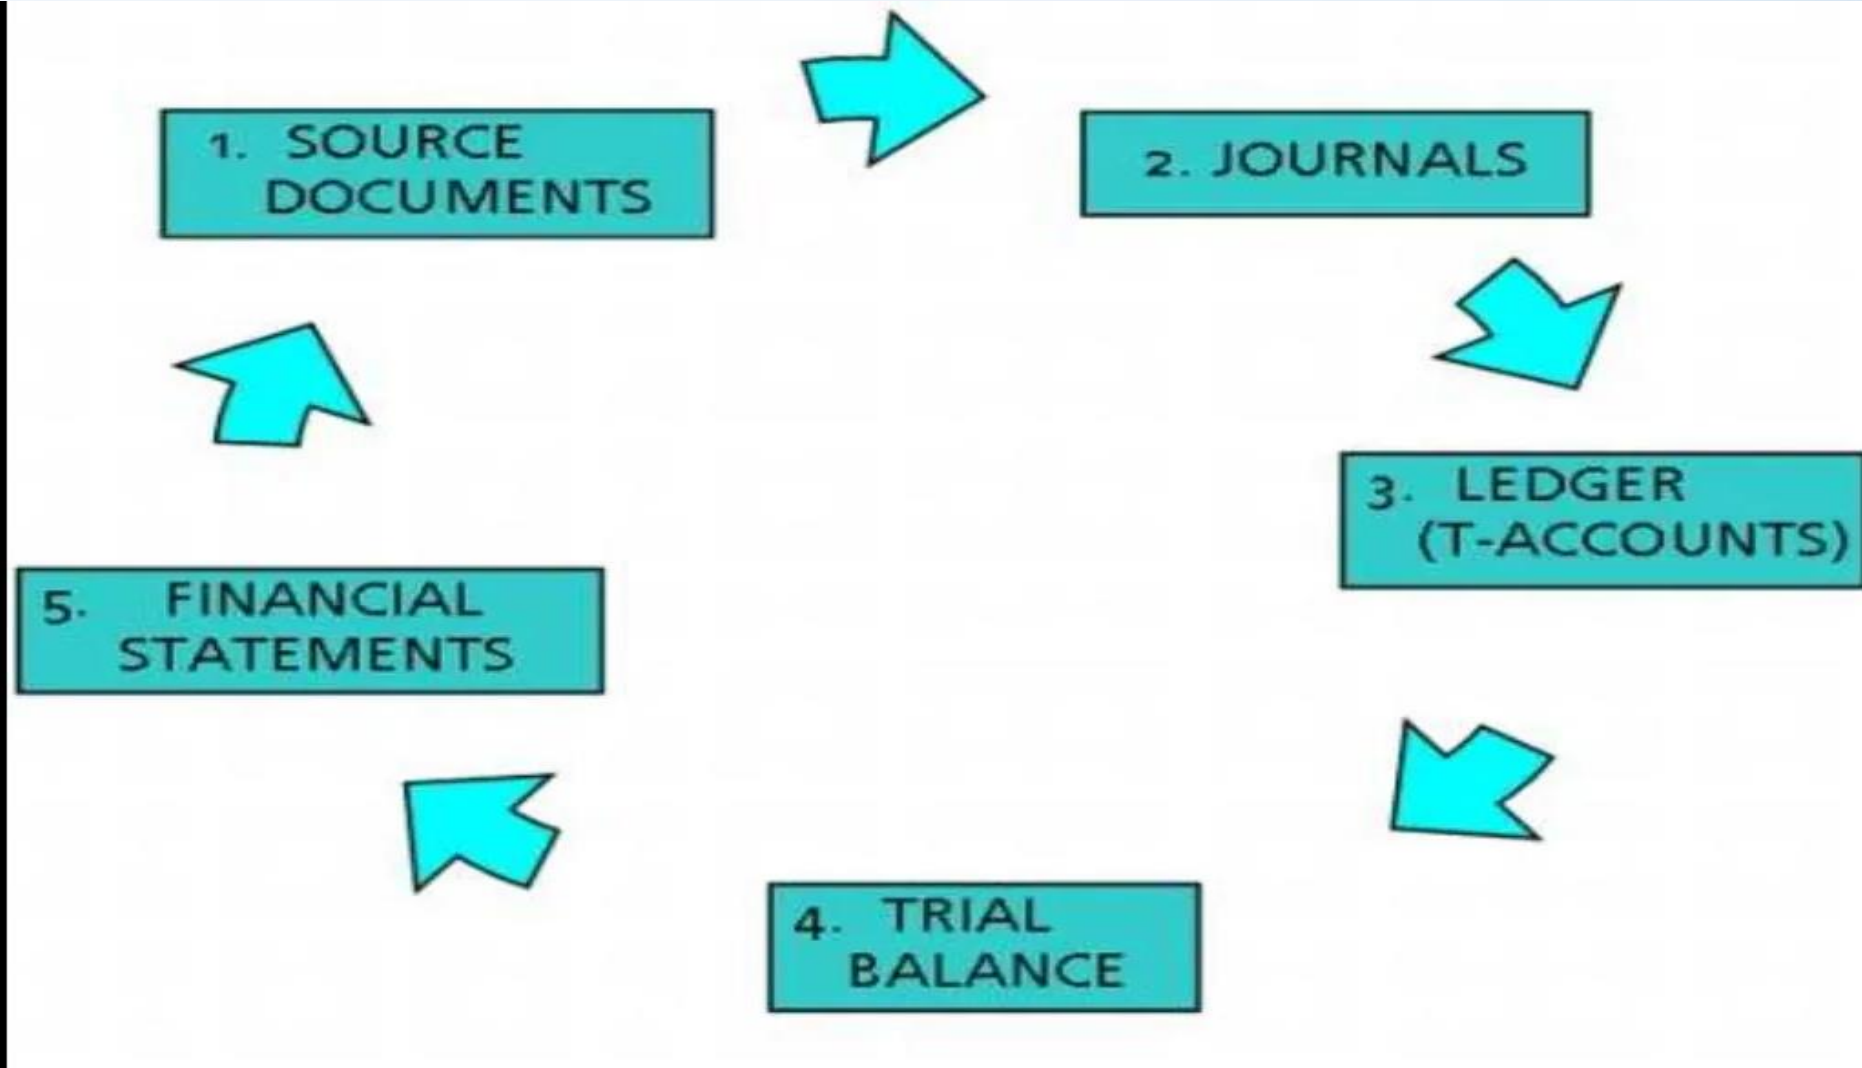 1. SOURCE
DOCUMENTS
2. JOURNALS
3. LEDGER
(T-ACCOUNTS)
4. TRIAL
BALANCE
5. FINANCIAL
STATEMENTS